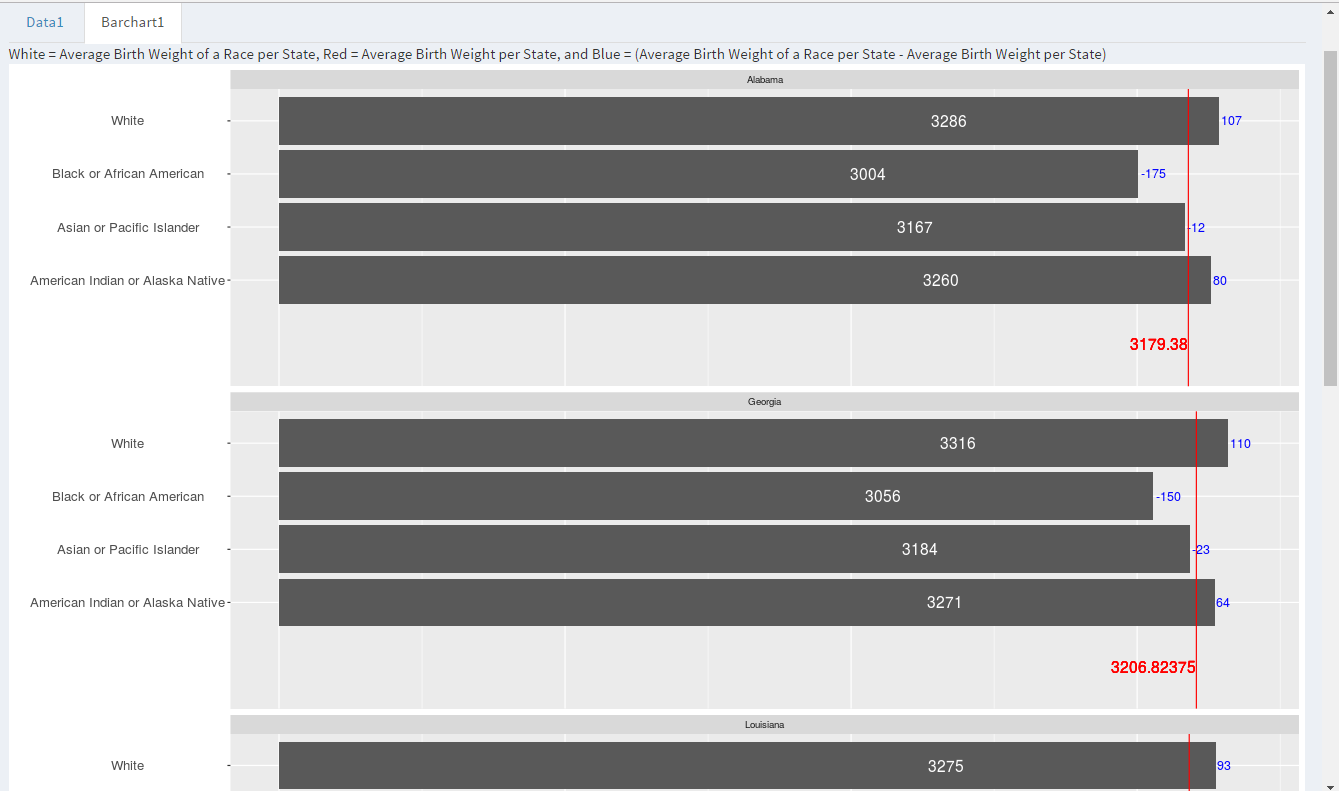 Data1 Barchart1
White = Average Birth Weight of a Race per State, Red = Average Birth Weight per State, and Blue = (Average Birth Weight of a Race per State - Average Birth Weight per State)
Alabama
White 3286 107
Black or African American 3004 -175
Asian or Pacific Islander 3167 -12
American Indian or Alaska Native 3260 80
3179.38
Georgia
White 3316 110
Black or African American 3056 -150
Asian or Pacific Islander 3184 -23
American Indian or Alaska Native 3271 64
3206.82375
Louisiana
White 3275 93